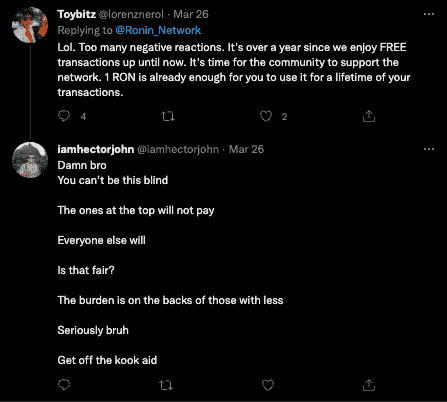 Toybitz @lorenznerol · Mar 26
Replying to @Ronin_Network
Lol. Too many negative reactions. It's over a year since we enjoy FREE
transactions up until now. It's time for the community to support the
network. 1 RON is already enough for you to use it for a lifetime of your
transactions.
4
2
iamhectorjohn @iamhectorjohn · Mar 26
Damn bro
You can't be this blind
The ones at the top will not pay
Everyone else will
Is that fair?
The burden is on the backs of those with less
Seriously bruh
Get off the kook aid